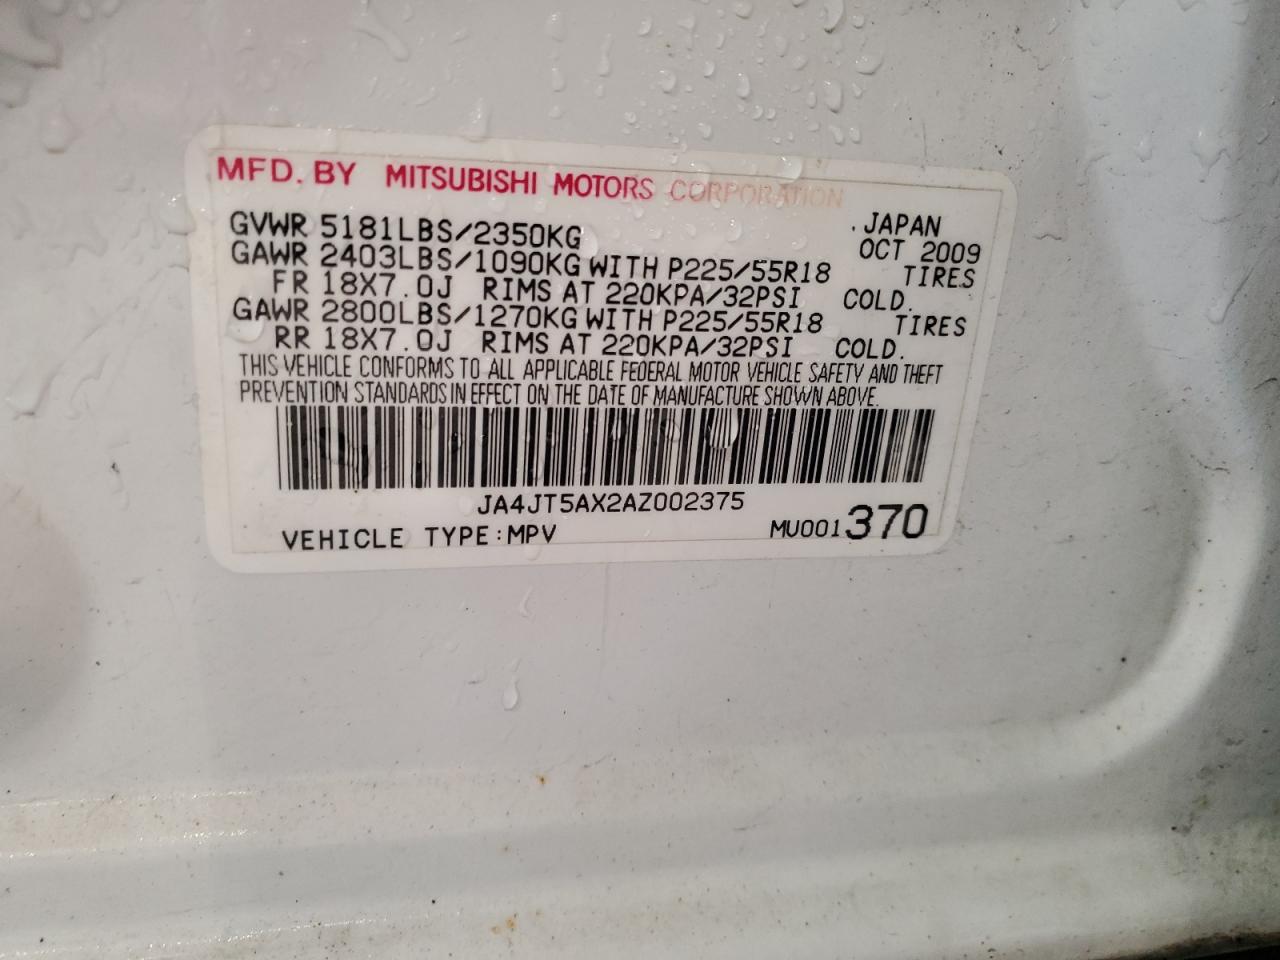 MFD. BY MITSUBISHI MOTORS CORPORATION
JAPAN
GVWR 5181LBS/2350KG OCT 2009
GAWR 2403LBS/1090KG WITH P225/55R18 TIRES
FR 18X7.0J RIMS AT 220KPA/32PSI COLD.
GAWR 2800LBS/1270KG WITH P225/55R18 TIRES
RR 18X7.0J RIMS AT 220KPA/32PSI COLD.
THIS VEHICLE CONFORMS TO ALL APPLICABLE FEDERAL MOTOR VEHICLE SAFETY AND THEFT
PREVENTION STANDARDS IN EFFECT ON THE DATE OF MANUFACTURE SHOWN ABOVE.
JA4JT5AX2AZ002375
VEHICLE TYPE:MPV MU001370